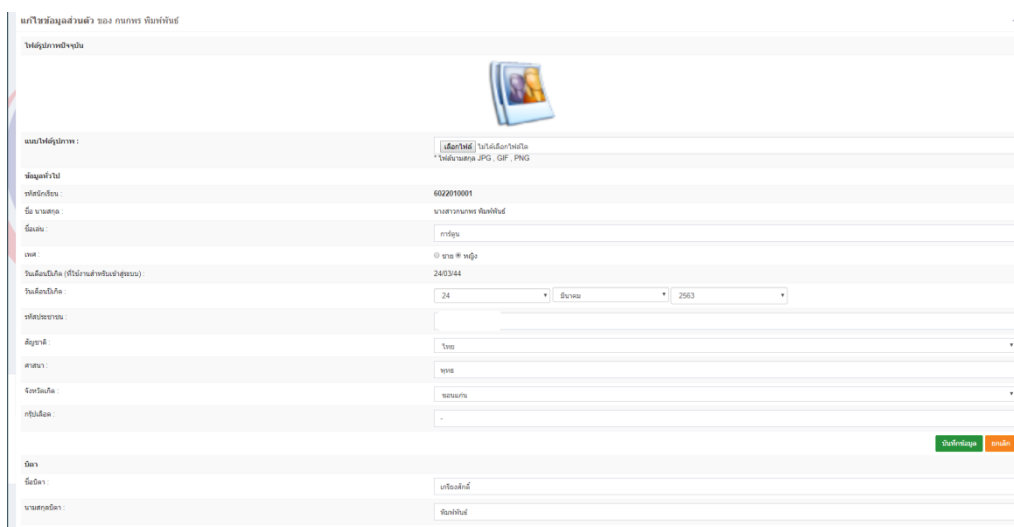 แก้ไขข้อมูลส่วนตัว ของ กนกพร พิมพ์พันธ์
ไฟล์รูปภาพปัจจุบัน
แนบไฟล์รูปภาพ :
เลือกไฟล์ ไม่ได้เลือกไฟล์ใด
* ไฟล์นามสกุล JPG , GIF , PNG
ข้อมูลทั่วไป
รหัสนักเรียน : 6022010001
ชื่อ นามสกุล : นางสาวกนกพร พิมพ์พันธ์
ชื่อเล่น : การ์ตูน
เพศ : ชาย หญิง
วันเดือนปีเกิด (ที่ใช้งานสำหรับเข้าสู่ระบบ) : 24/03/44
วันเดือนปีเกิด : 24 มีนาคม 2563
รหัสประชาชน :
สัญชาติ : ไทย
ศาสนา : พุทธ
จังหวัดเกิด : ขอนแก่น
กรุ๊ปเลือด : -
บันทึกข้อมูล ยกเลิก
บิดา
ชื่อบิดา : เกรียงศักดิ์
นามสกุลบิดา : พิมพ์พันธ์